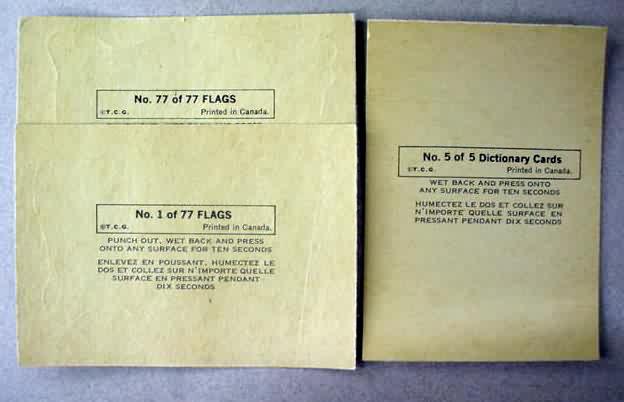 No. 77 of 77 FLAGS
©T.C.G. Printed in Canada.
No. 1 of 77 FLAGS
©T.C.G. Printed in Canada.
PUNCH OUT, WET BACK AND PRESS
ONTO ANY SURFACE FOR TEN SECONDS
ENLEVEZ EN POUSSANT, HUMECTEZ LE
DOS ET COLLEZ SUR N'IMPORTE QUELLE
SURFACE EN PRESSANT PENDANT
DIX SECONDS
No. 5 of 5 Dictionary Cards
©T.C.G. Printed in Canada.
WET BACK AND PRESS ONTO
ANY SURFACE FOR TEN SECONDS
HUMECTEZ LE DOS ET COLLEZ SUR
N'IMPORTE QUELLE SURFACE EN
PRESSANT PENDANT DIX SECONDS